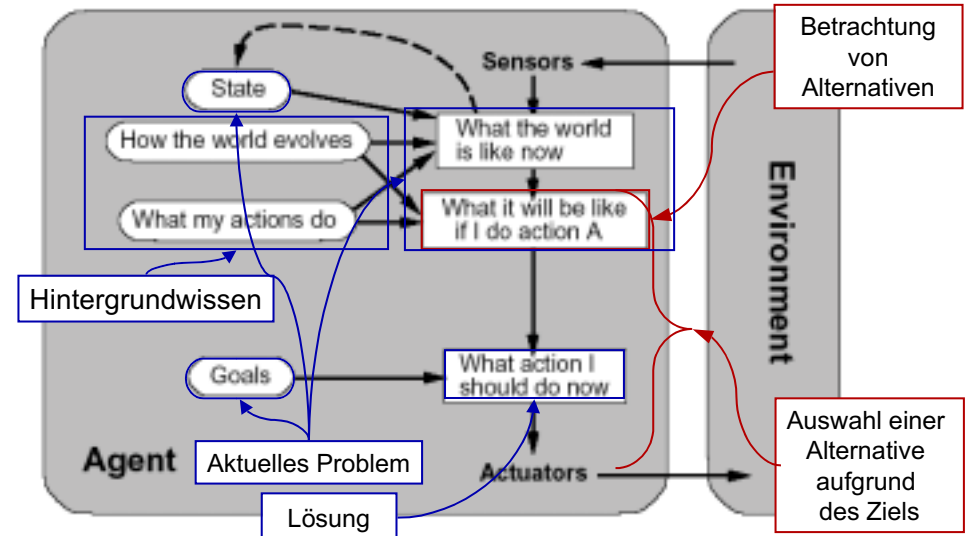 Betrachtung
von
Alternativen
Sensors
State
How the world evolves
What the world
is like now
What my actions do
What it will be like
if I do action A
Environment
Hintergrundwissen
Goals
What action I
should do now
Agent
Aktuelles Problem
Actuators
Lösung
Auswahl einer
Alternative
aufgrund
des Ziels